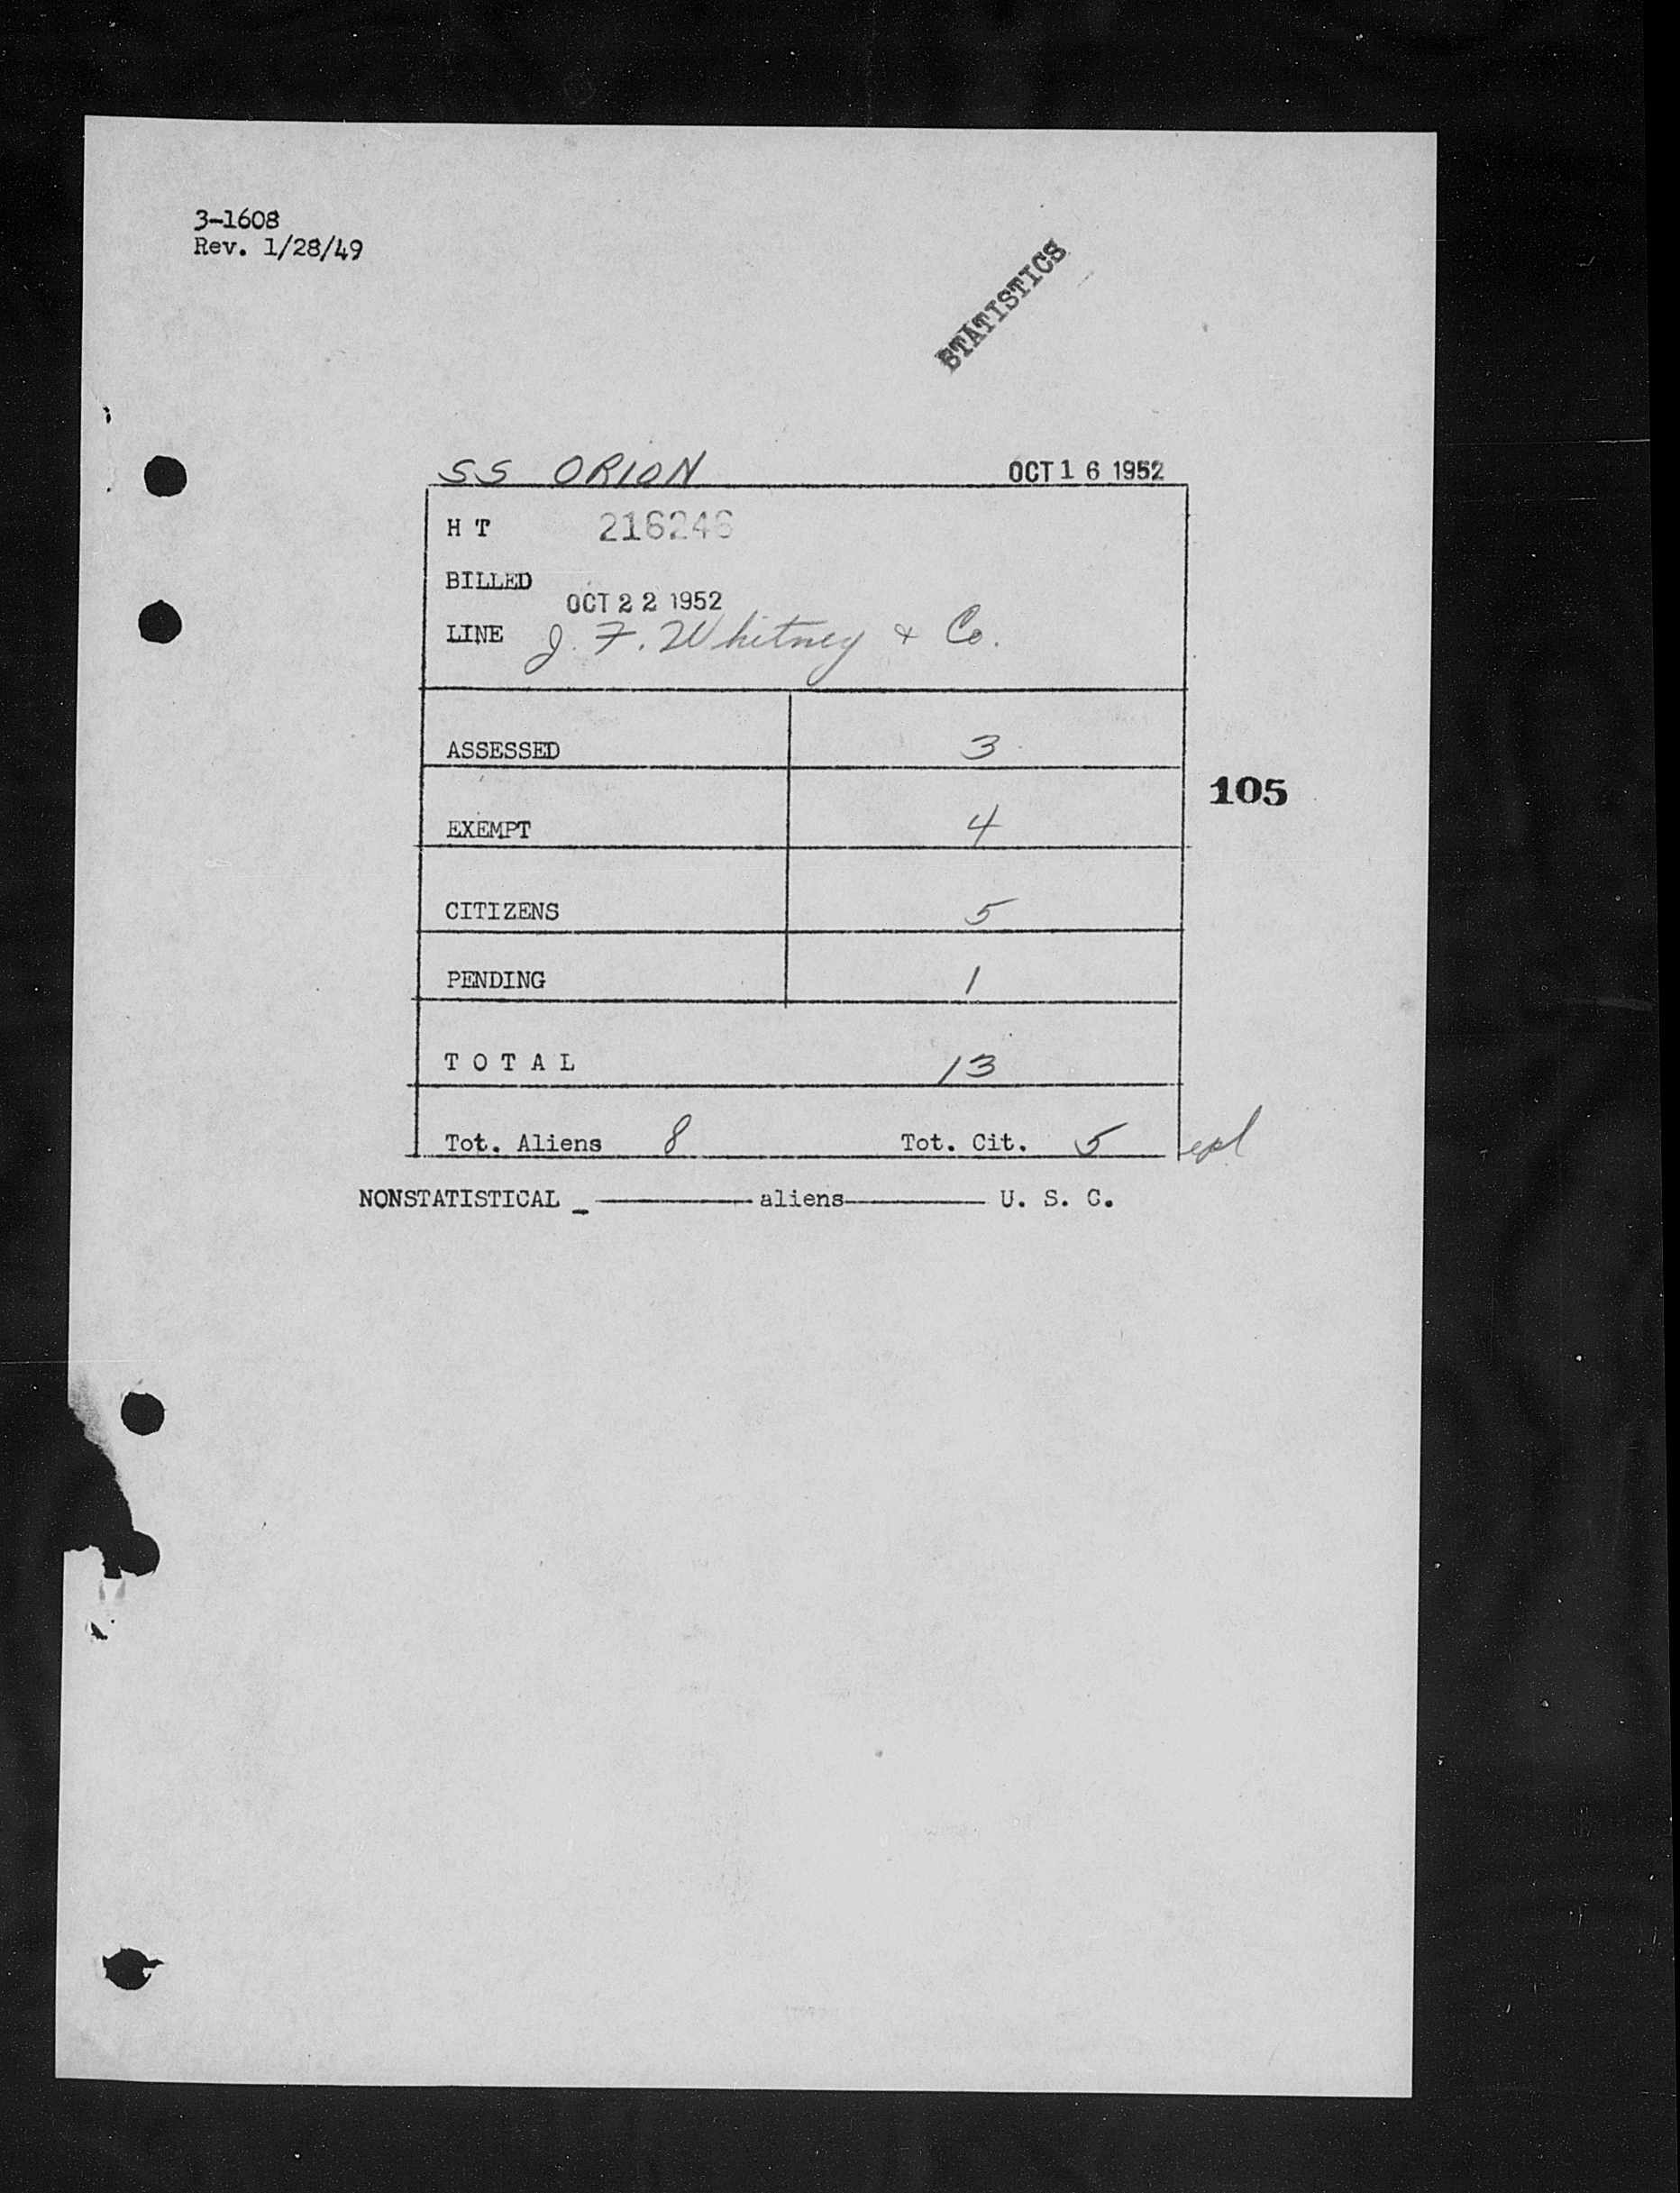 3-1608
Rev. 1/28/49
STATISTICS
SS ORION OCT 16 1952
H T 216246
BILLED
OCT 22 1952
LINE J. F. Whitney & Co.
ASSESSED 3
105
EXEMPT 4
CITIZENS 5
PENDING 1
T O T A L 13
Tot. Aliens 8 Tot. Cit. 5
NONSTATISTICAL _ ———— aliens———— U. S. C.